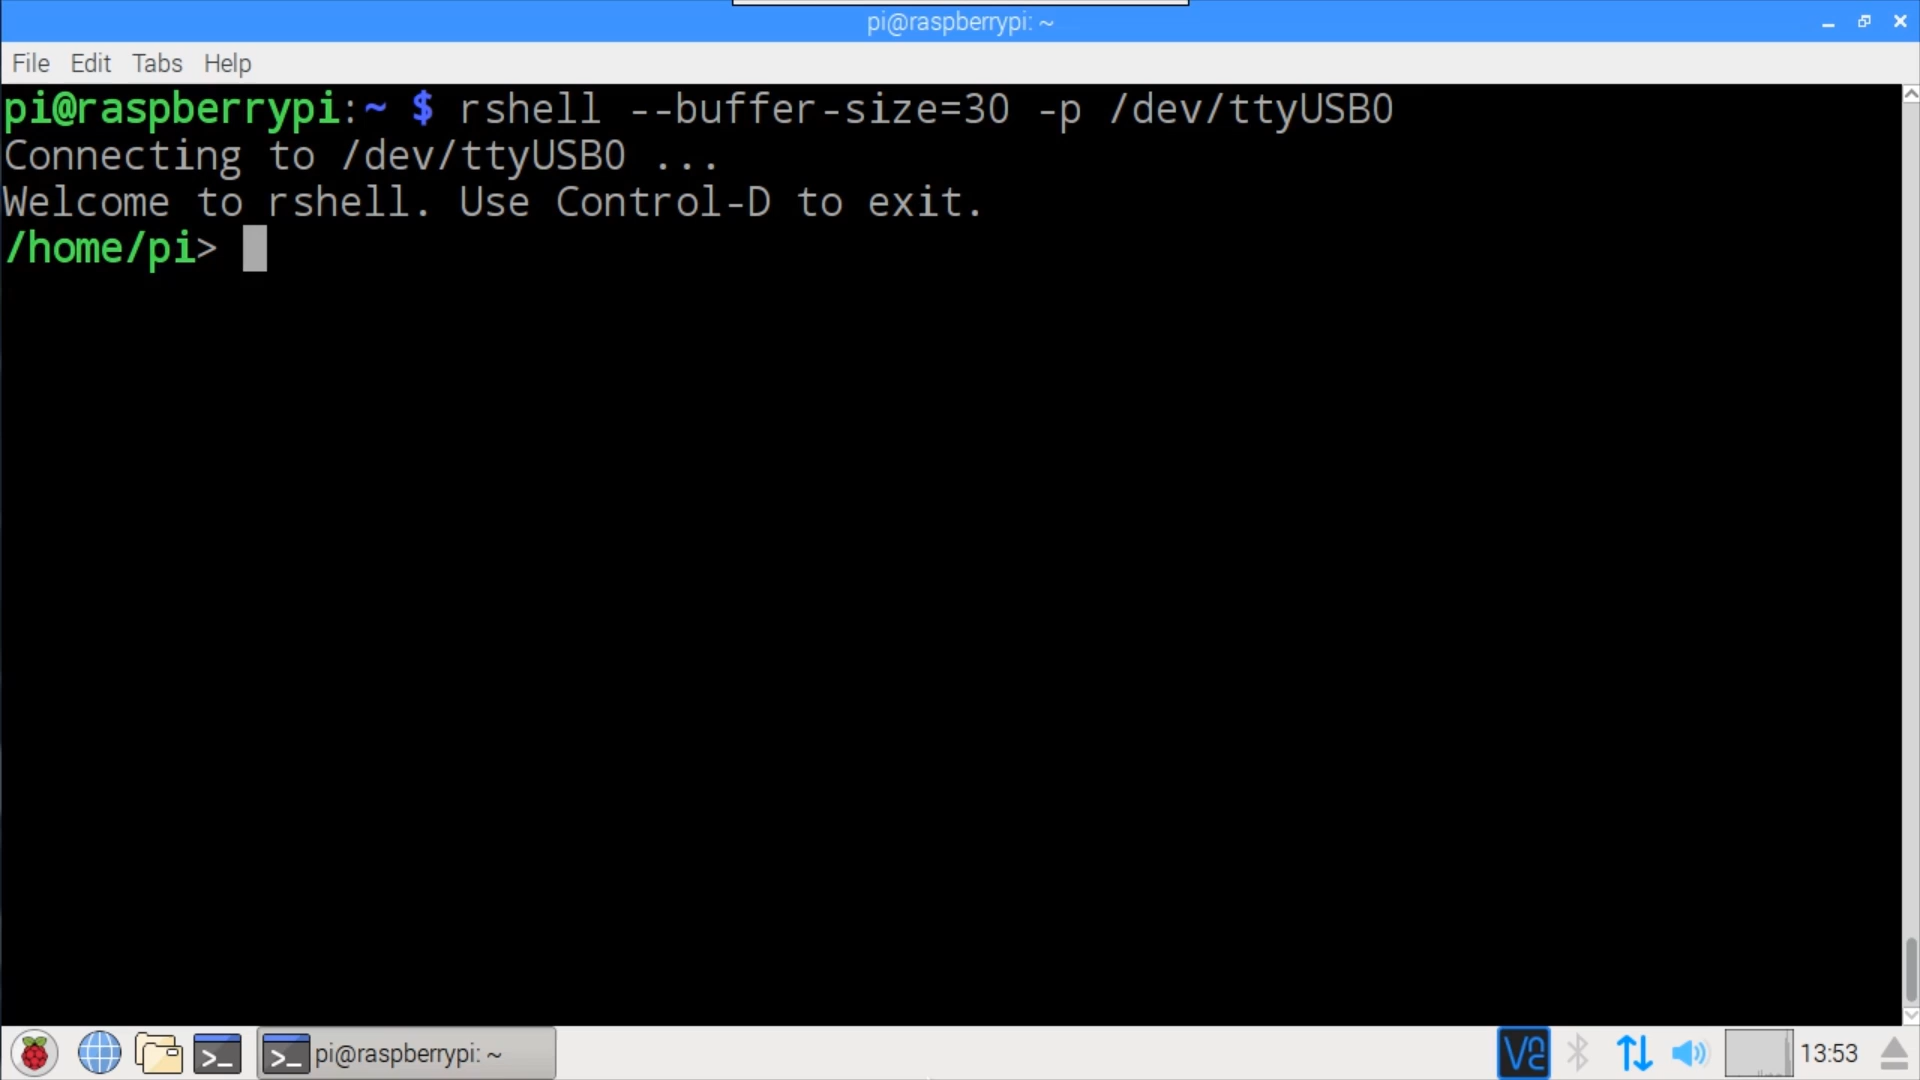 pi@raspberrypi: ~
File Edit Tabs Help
pi@raspberrypi:~ $ rshell --buffer-size=30 -p /dev/ttyUSB0
Connecting to /dev/ttyUSB0 ...
Welcome to rshell. Use Control-D to exit.
/home/pi>
>_ >_ pi@raspberrypi: ~ 13:53